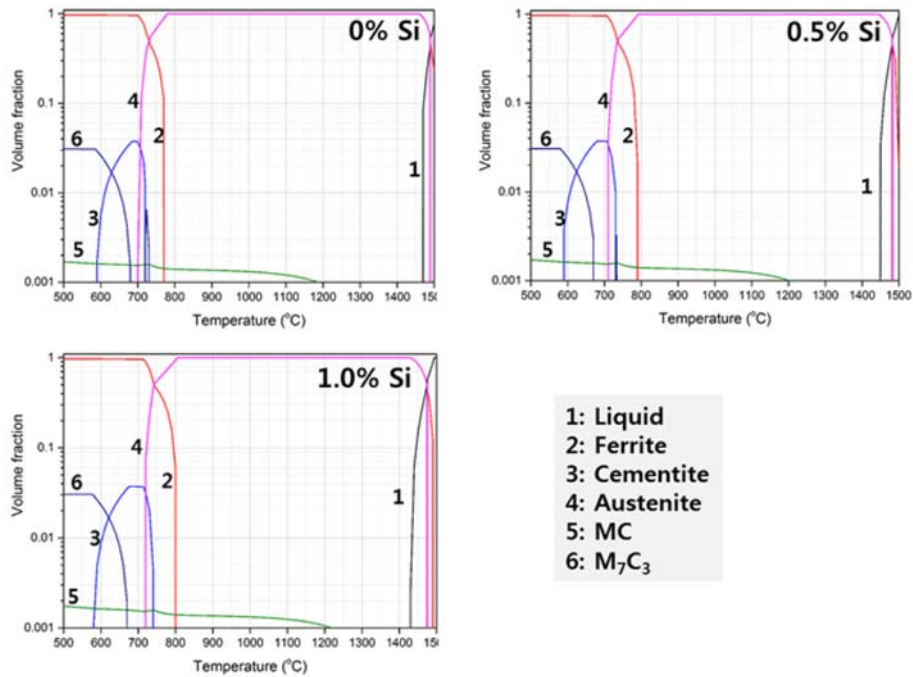 0% Si
1
0.1
0.01
0.001
Volume fraction
6
3
5
4
2
1
500 600 700 800 900 1000 1100 1200 1300 1400 150
Temperature (°C)
0.5% Si
1
0.1
0.01
0.001
Volume fraction
6
3
5
4
2
1
500 600 700 800 900 1000 1100 1200 1300 1400 1500
Temperature (°C)
1.0% Si
1
0.1
0.01
0.001
Volume fraction
6
3
5
4
2
1
500 600 700 800 900 1000 1100 1200 1300 1400 150
Temperature (°C)
1: Liquid
2: Ferrite
3: Cementite
4: Austenite
5: MC
6: M₇C₃